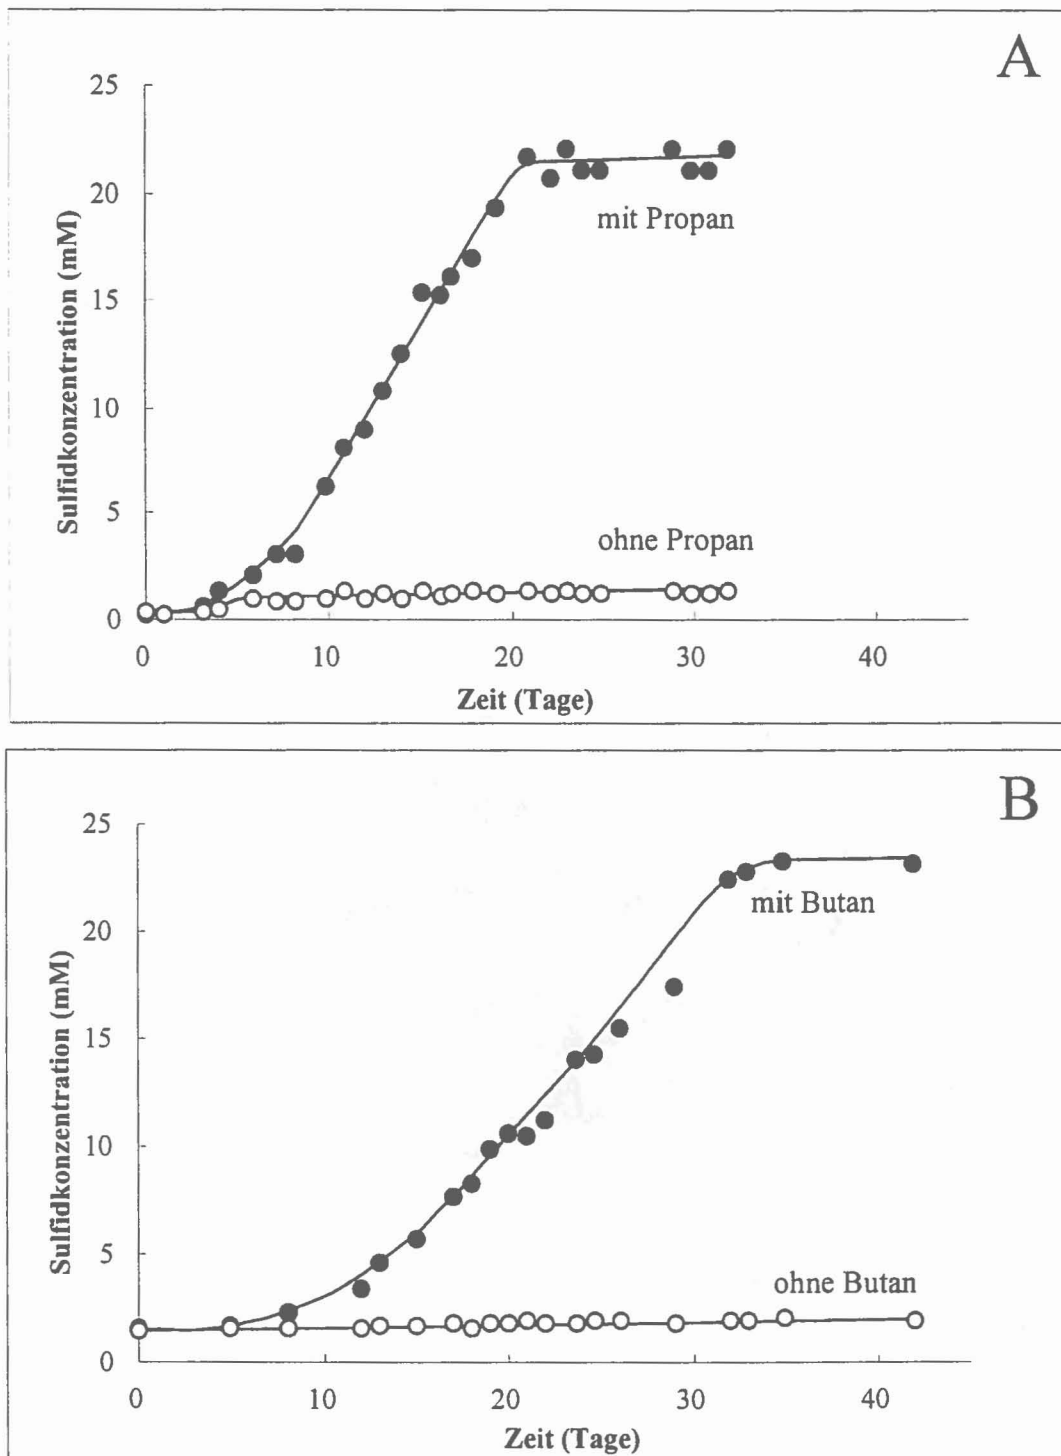 A
25
20
15
10
5
0
Sulfidkonzentration (mM)
mit Propan
ohne Propan
0 10 20 30 40
Zeit (Tage)
B
25
20
15
10
5
0
Sulfidkonzentration (mM)
mit Butan
ohne Butan
0 10 20 30 40
Zeit (Tage)